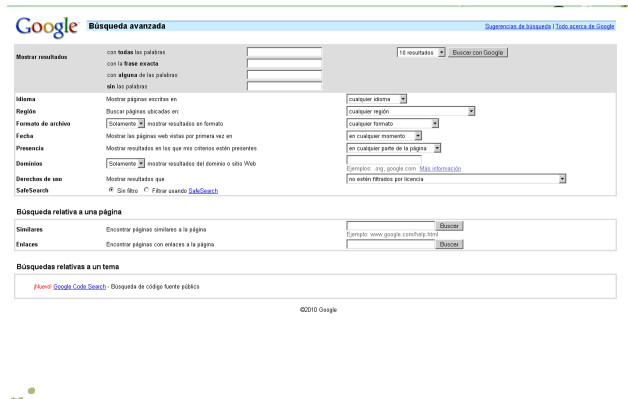 Google Búsqueda avanzada Sugerencias de búsqueda | Todo acerca de Google
Mostrar resultados con todas las palabras 10 resultados Buscar con Google
con la frase exacta
con alguna de las palabras
sin las palabras
Idioma Mostrar páginas escritas en cualquier idioma
Región Buscar páginas ubicadas en: cualquier región
Formato de archivo Solamente mostrar resultados en formato cualquier formato
Fecha Mostrar las páginas web vistas por primera vez en en cualquier momento
Presencia Mostrar resultados en los que mis criterios estén presentes en cualquier parte de la página
Dominios Solamente mostrar resultados del dominio o sitio Web
Ejemplos: .org, google.com Más información
Derechos de uso Mostrar resultados que no estén filtrados por licencia
SafeSearch Sin filtro Filtrar usando SafeSearch
Búsqueda relativa a una página
Similares Encontrar páginas similares a la página Buscar
Ejemplo: www.google.com/help.html
Enlaces Encontrar páginas con enlaces a la página Buscar
Búsquedas relativas a un tema
¡Nuevo! Google Code Search - Búsqueda de código fuente público
©2010 Google